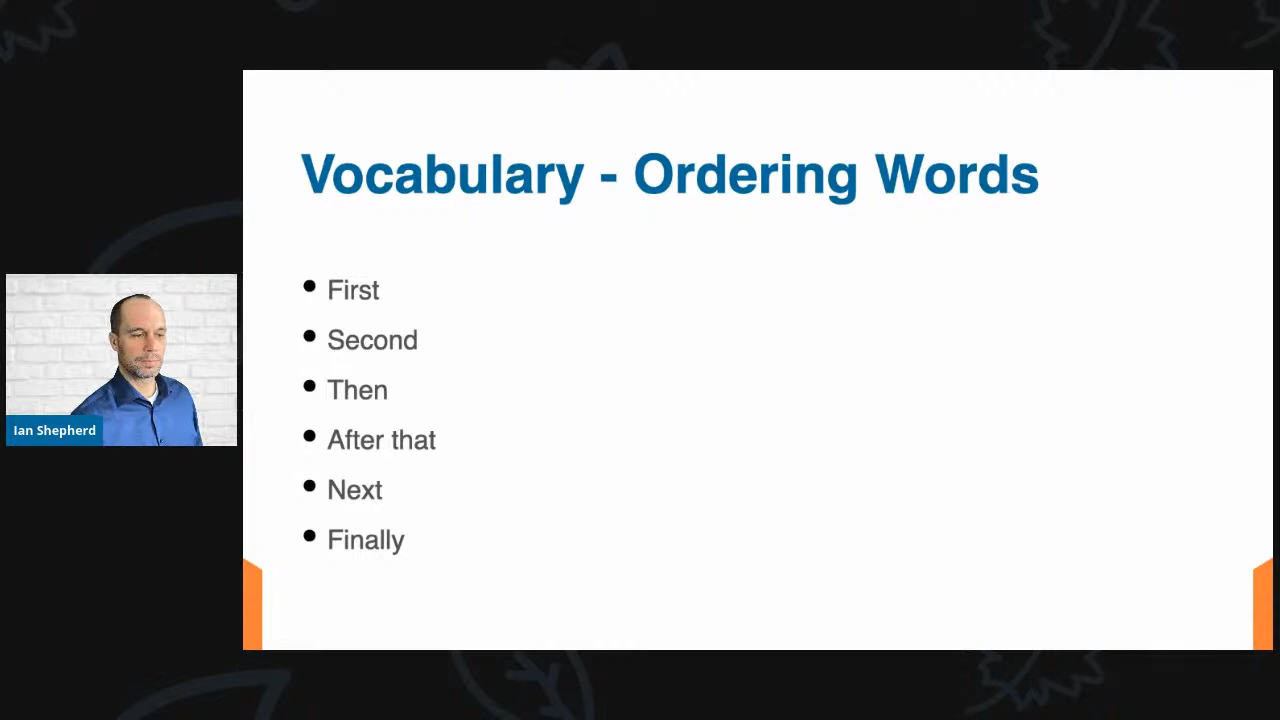 Vocabulary - Ordering Words
• First
• Second
• Then
• After that
• Next
• Finally
Ian Shepherd